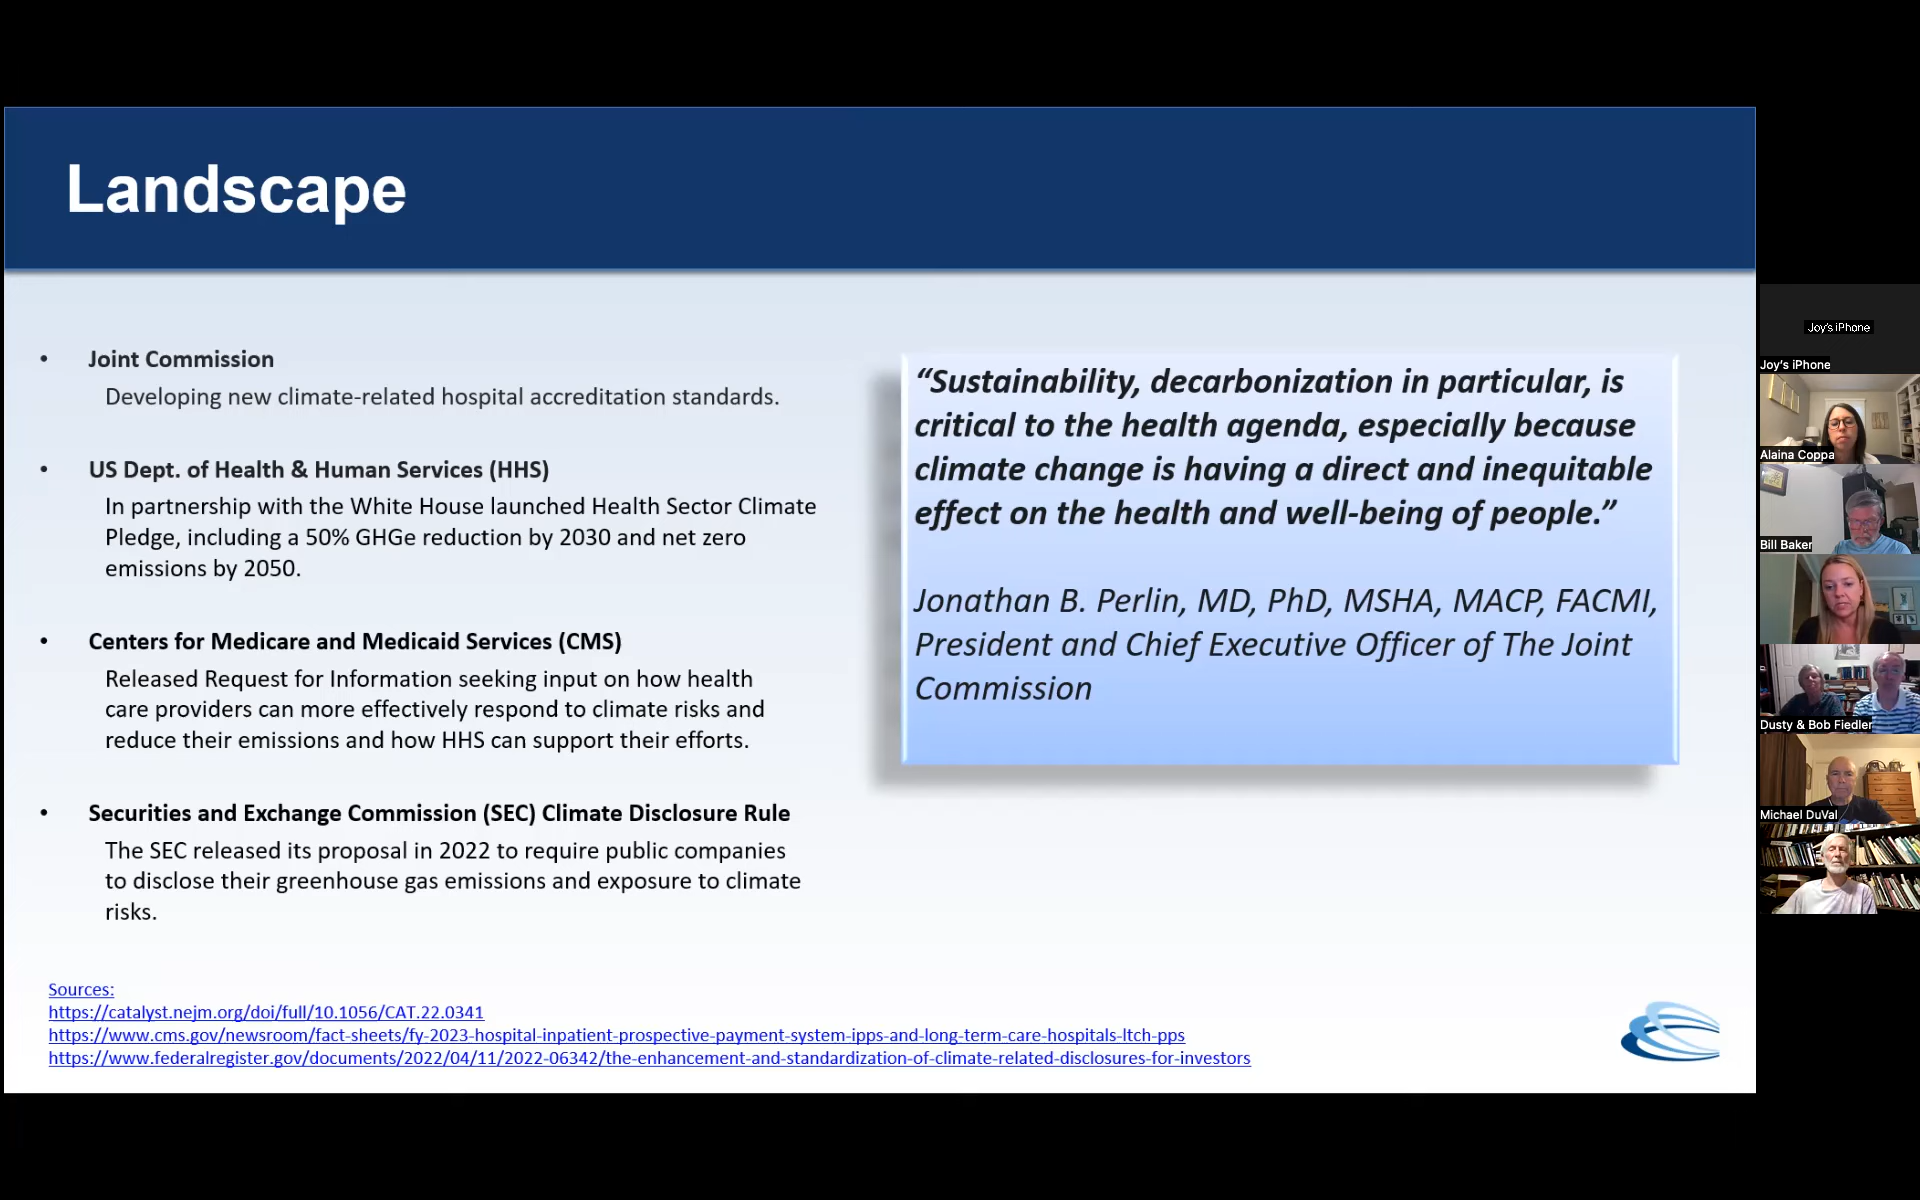 Landscape
• Joint Commission
Developing new climate-related hospital accreditation standards.
• US Dept. of Health & Human Services (HHS)
In partnership with the White House launched Health Sector Climate
Pledge, including a 50% GHGe reduction by 2030 and net zero
emissions by 2050.
• Centers for Medicare and Medicaid Services (CMS)
Released Request for Information seeking input on how health
care providers can more effectively respond to climate risks and
reduce their emissions and how HHS can support their efforts.
• Securities and Exchange Commission (SEC) Climate Disclosure Rule
The SEC released its proposal in 2022 to require public companies
to disclose their greenhouse gas emissions and exposure to climate
risks.
“Sustainability, decarbonization in particular, is
critical to the health agenda, especially because
climate change is having a direct and inequitable
effect on the health and well-being of people.”
Jonathan B. Perlin, MD, PhD, MSHA, MACP, FACMI,
President and Chief Executive Officer of The Joint
Commission
Sources:
https://catalyst.nejm.org/doi/full/10.1056/CAT.22.0341
https://www.cms.gov/newsroom/fact-sheets/fy-2023-hospital-inpatient-prospective-payment-system-ipps-and-long-term-care-hospitals-ltch-pps
https://www.federalregister.gov/documents/2022/04/11/2022-06342/the-enhancement-and-standardization-of-climate-related-disclosures-for-investors
Joy’s iPhone
Joy’s iPhone
Alaina Coppa
Bill Baker
Dusty & Bob Fiedler
Michael DuVal